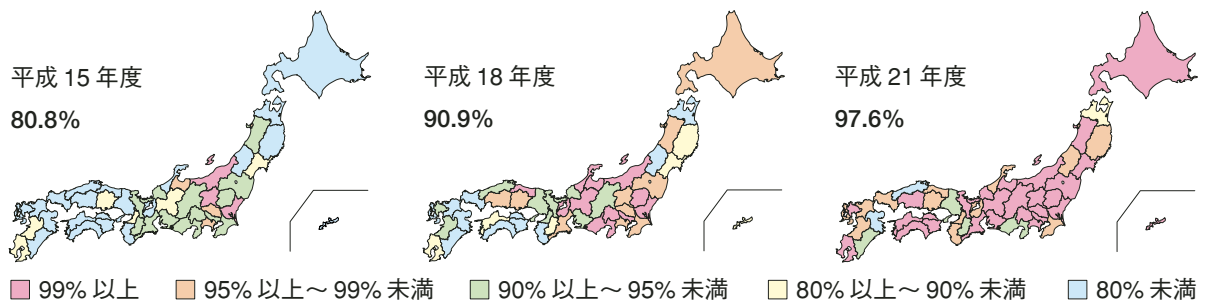 平成 15 年度
80.8%
平成 18 年度
90.9%
平成 21 年度
97.6%
99% 以上 95% 以上～ 99% 未満 90% 以上～ 95% 未満 80% 以上～ 90% 未満 80% 未満